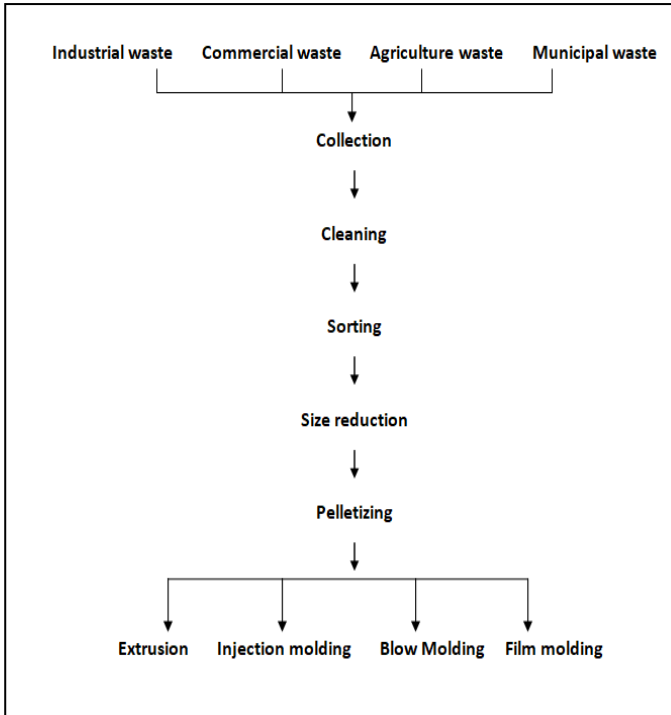 Industrial waste Commercial waste Agriculture waste Municipal waste
Collection
Cleaning
Sorting
Size reduction
Pelletizing
Extrusion Injection molding Blow Molding Film molding